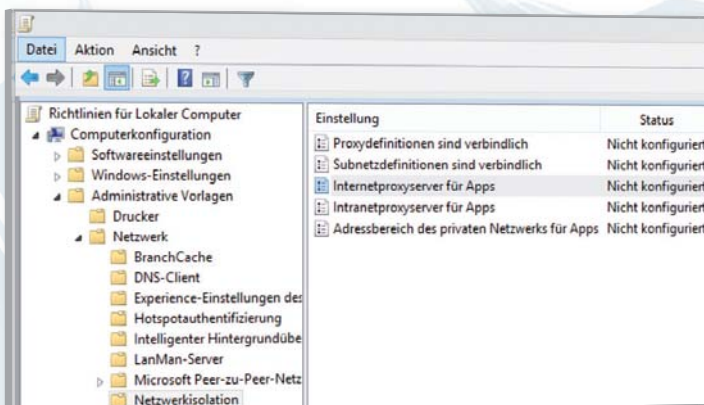 Datei Aktion Ansicht ?
Richtlinien für Lokaler Computer
Computerkonfiguration
Softwareeinstellungen
Windows-Einstellungen
Administrative Vorlagen
Drucker
Netzwerk
BranchCache
DNS-Client
Experience-Einstellungen des
Hotspotauthentifizierung
Intelligenter Hintergrundübe
LanMan-Server
Microsoft Peer-zu-Peer-Netz
Netzwerkisolation
Einstellung Status
Proxydefinitionen sind verbindlich Nicht konfiguriert
Subnetzdefinitionen sind verbindlich Nicht konfiguriert
Internetproxyserver für Apps Nicht konfiguriert
Intranetproxyserver für Apps Nicht konfiguriert
Adressbereich des privaten Netzwerks für Apps Nicht konfiguriert